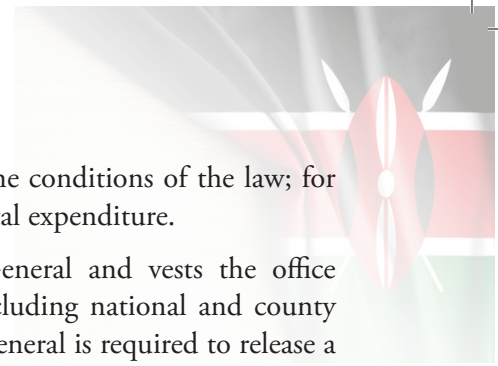 conditions of the law; for
al expenditure.
eneral and vests the office
cluding national and county
eneral is required to release a